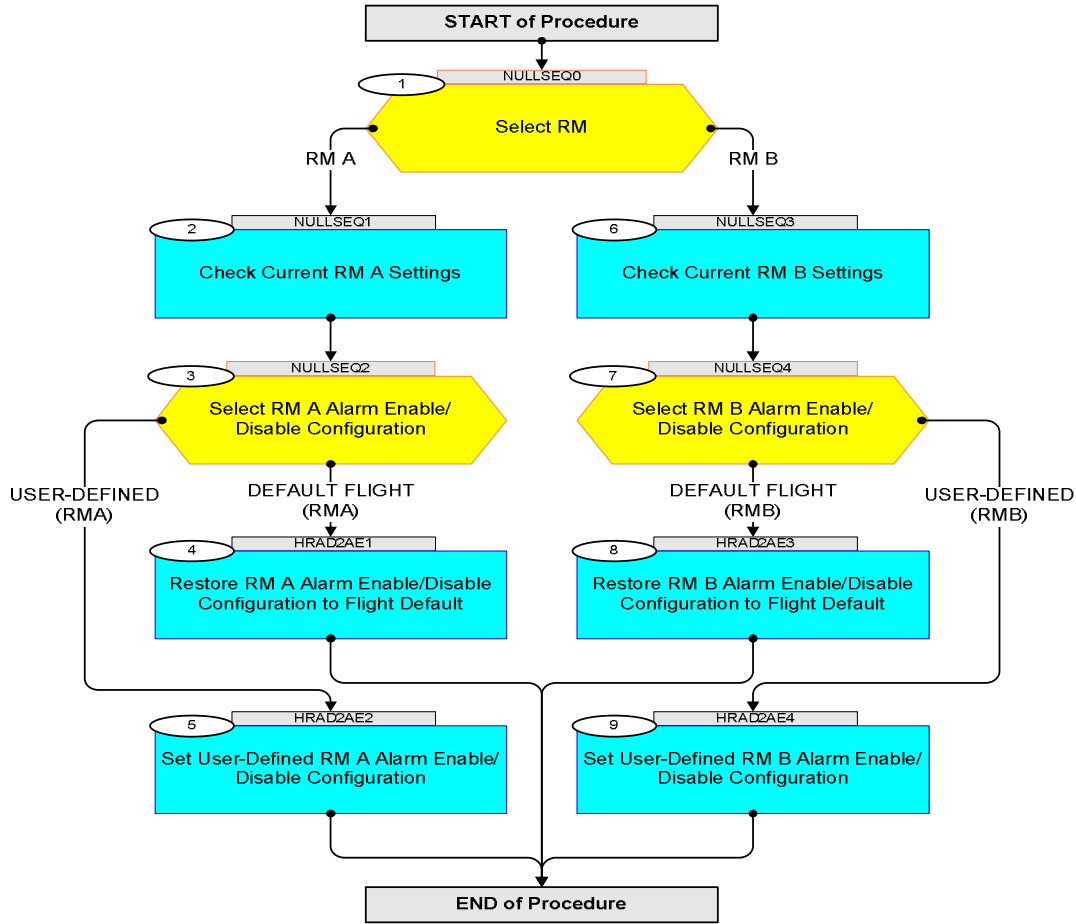 START of Procedure
NULLSEQ0
1
Select RM
RM A
RM B
NULLSEQ1
2
Check Current RM A Settings
NULLSEQ3
6
Check Current RM B Settings
NULLSEQ2
3
Select RM A Alarm Enable/
Disable Configuration
NULLSEQ4
7
Select RM B Alarm Enable/
Disable Configuration
USER-DEFINED
(RMA)
DEFAULT FLIGHT
(RMA)
DEFAULT FLIGHT
(RMB)
USER-DEFINED
(RMB)
HRAD2AE1
4
Restore RM A Alarm Enable/Disable
Configuration to Flight Default
HRAD2AE3
8
Restore RM B Alarm Enable/Disable
Configuration to Flight Default
HRAD2AE2
5
Set User-Defined RM A Alarm Enable/
Disable Configuration
HRAD2AE4
9
Set User-Defined RM B Alarm Enable/
Disable Configuration
END of Procedure